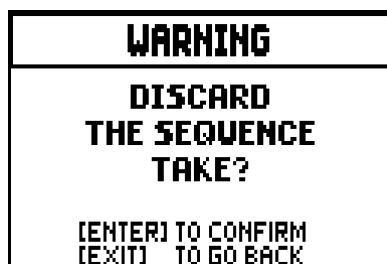 WARNING
DISCARD
THE SEQUENCE
TAKE?
[ENTER] TO CONFIRM
[EXIT] TO GO BACK